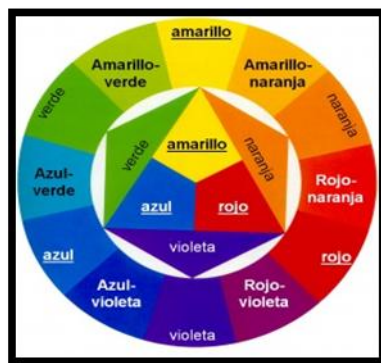 amarillo
Amarillo-
verde
Amarillo-
naranja
verde
naranja
amarillo
verde
naranja
Azul-
verde
Rojo-
naranja
azul
rojo
azul
rojo
violeta
Azul-
violeta
Rojo-
violeta
violeta